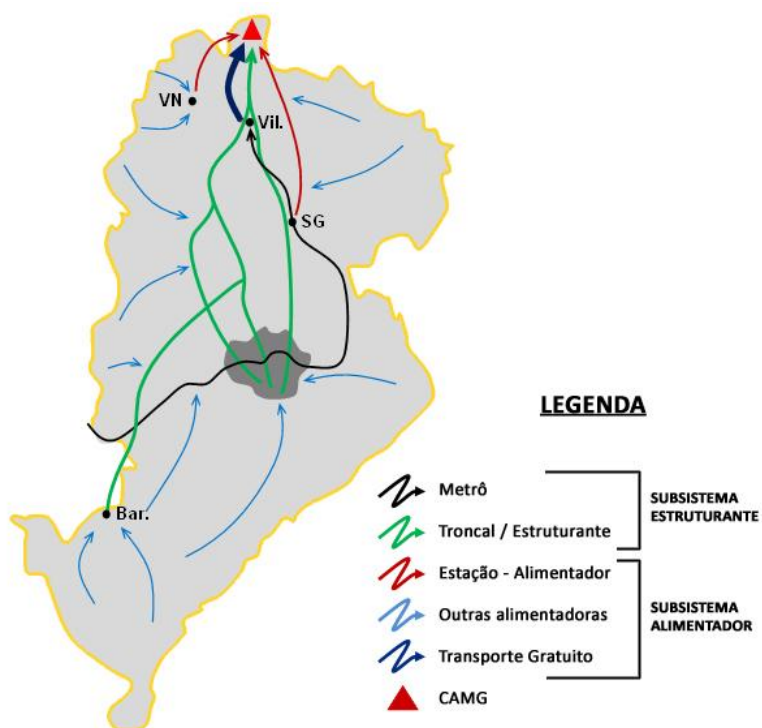 VN
Vil.
SG
Bar.
LEGENDA
Metrô
Troncal / Estruturante
SUBSISTEMA
ESTRUTURANTE
Estação - Alimentador
Outras alimentadoras
Transporte Gratuito
SUBSISTEMA
ALIMENTADOR
CAMG